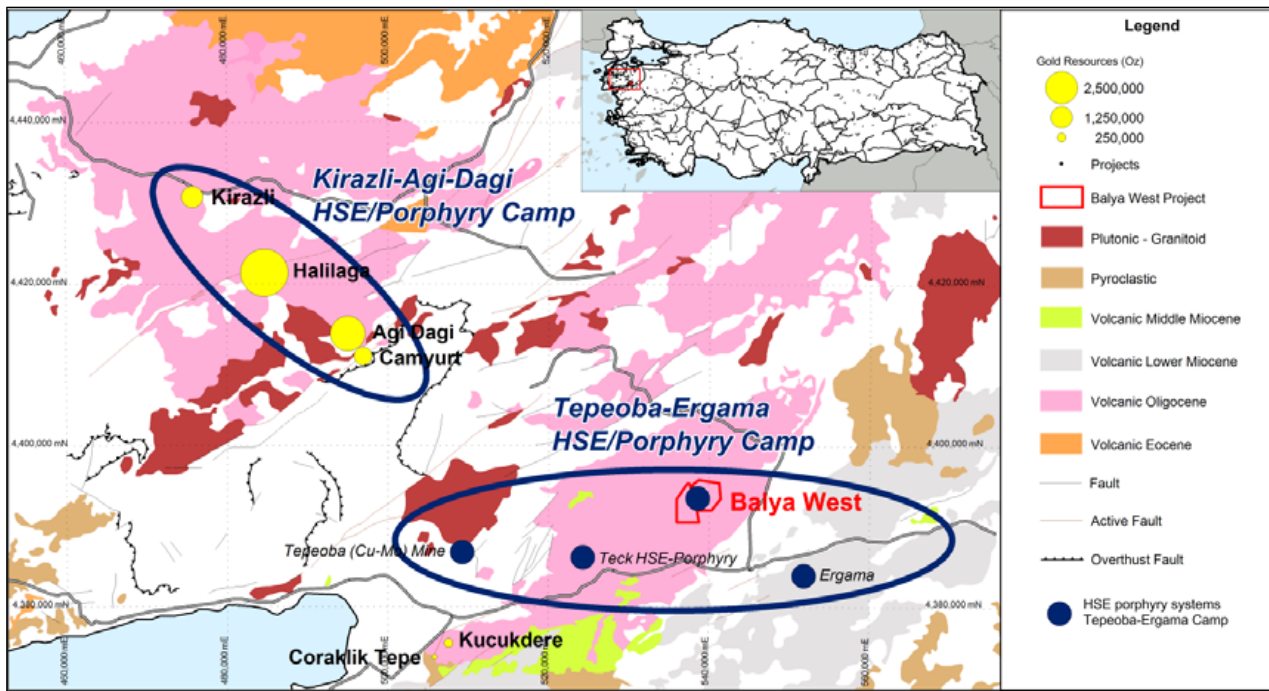 460,000 mE
480,000 mE
500,000 mE
520,000 mE
4,440,000 mN
Kirazli-Agi-Dagi
HSE/Porphyry Camp
Kirazli
Halilaga
4,420,000 mN
4,420,000 mN
Agi Dagi
Camyurt
Tepeoba-Ergama
HSE/Porphyry Camp
4,400,000 mN
4,400,000 mN
Balya West
Tepeoba (Cu-Mo) Mine
Teck HSE-Porphyry
Ergama
4,380,000 mN
4,380,000 mN
Kucukdere
Coraklik Tepe
460,000 mE
480,000 mE
500,000 mE
520,000 mE
540,000 mE
560,000 mE
Legend
Gold Resources (Oz)
2,500,000
1,250,000
250,000
Projects
Balya West Project
Plutonic - Granitoid
Pyroclastic
Volcanic Middle Miocene
Volcanic Lower Miocene
Volcanic Oligocene
Volcanic Eocene
Fault
Active Fault
Overthust Fault
HSE porphyry systems
Tepeoba-Ergama Camp